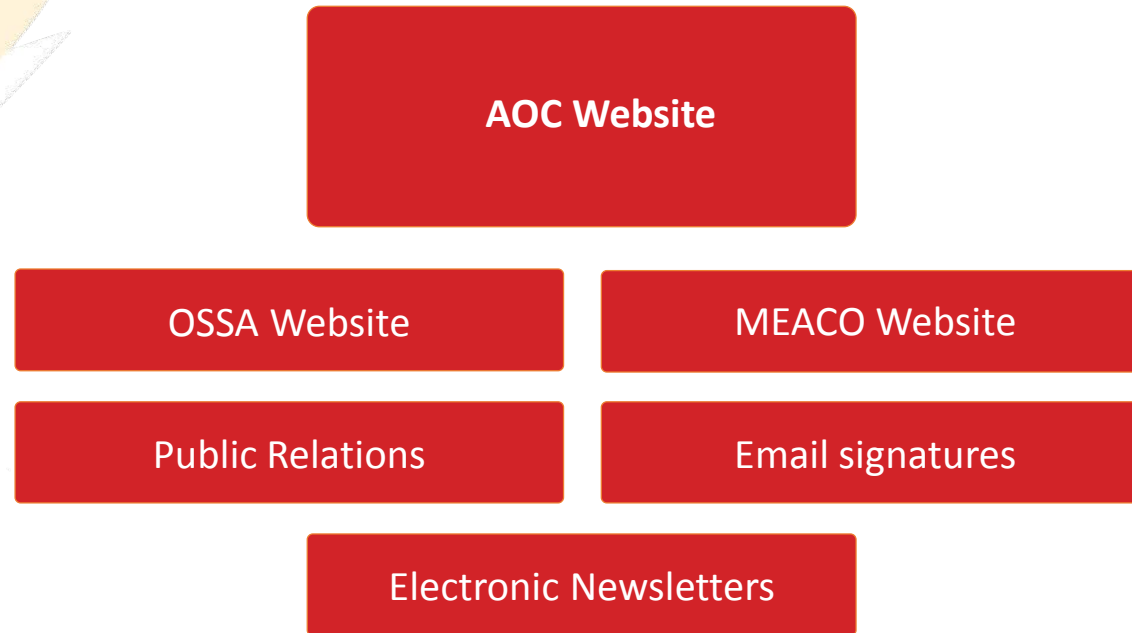 AOC Website
OSSA Website
MEACO Website
Public Relations
Email signatures
Electronic Newsletters